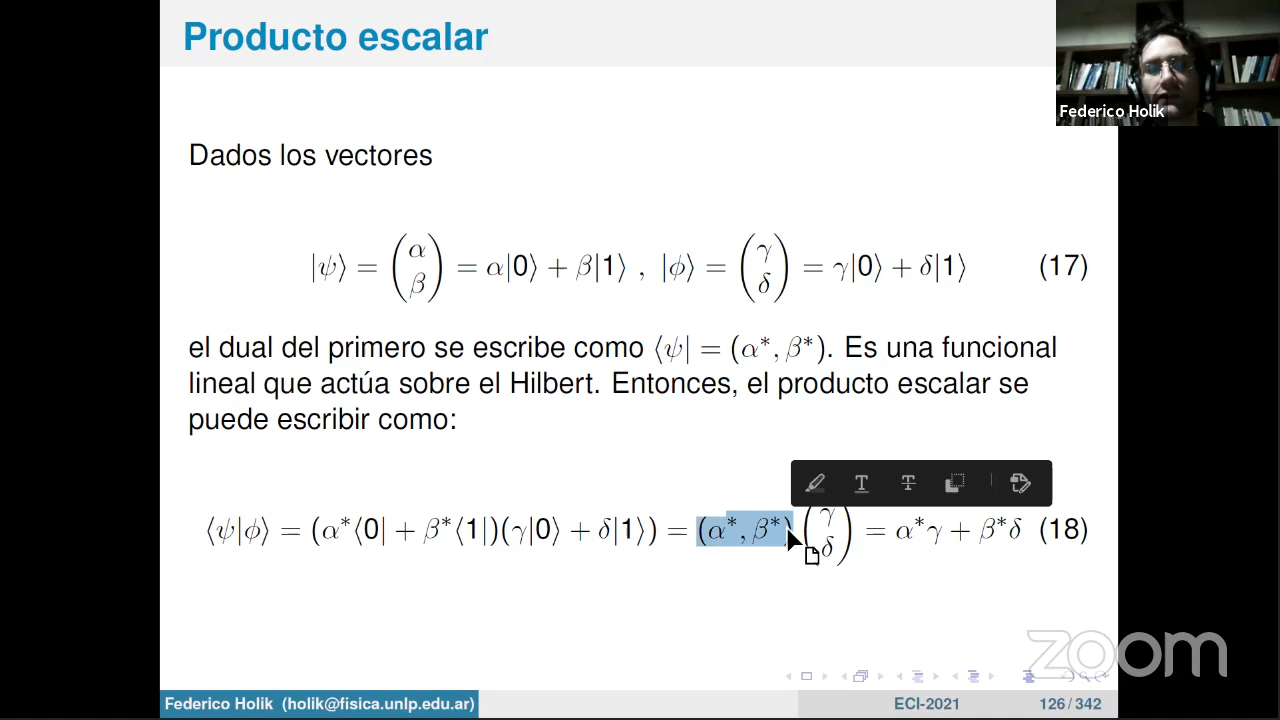 Producto escalar
Federico Holik
Dados los vectores
|ψ⟩ = (α β) = α|0⟩ + β|1⟩ , |ϕ⟩ = (γ δ) = γ|0⟩ + δ|1⟩ (17)
el dual del primero se escribe como ⟨ψ| = (α*, β*). Es una funcional
lineal que actúa sobre el Hilbert. Entonces, el producto escalar se
puede escribir como:
⟨ψ|ϕ⟩ = (α*⟨0| + β*⟨1|)(γ|0⟩ + δ|1⟩) = (α*, β*) (γ δ) = α*γ + β*δ (18)
zoom
Federico Holik (holik@fisica.unlp.edu.ar)
ECI-2021
126 / 342